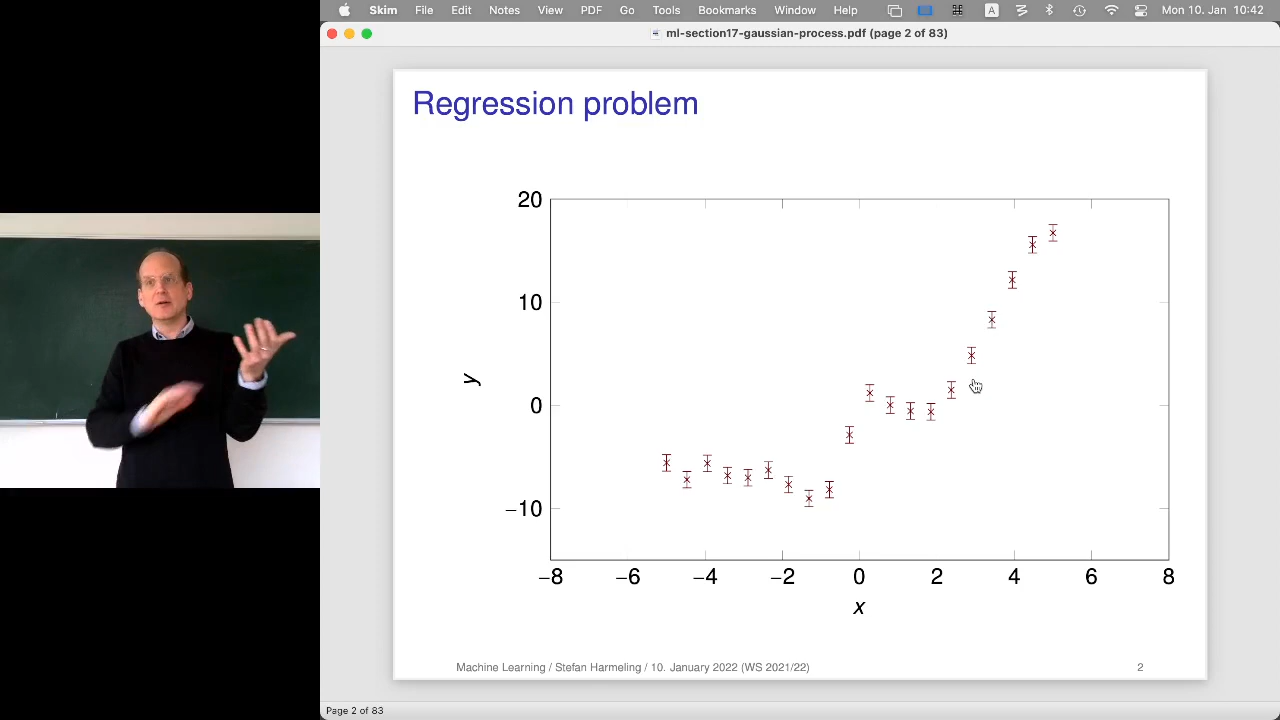 Skim File Edit Notes View PDF Go Tools Bookmarks Window Help A Mon 10. Jan 10:42
ml-section17-gaussian-process.pdf (page 2 of 83)
Regression problem
20
10
0
−10
y
−8 −6 −4 −2 0 2 4 6 8
x
Machine Learning / Stefan Harmeling / 10. January 2022 (WS 2021/22) 2
Page 2 of 83